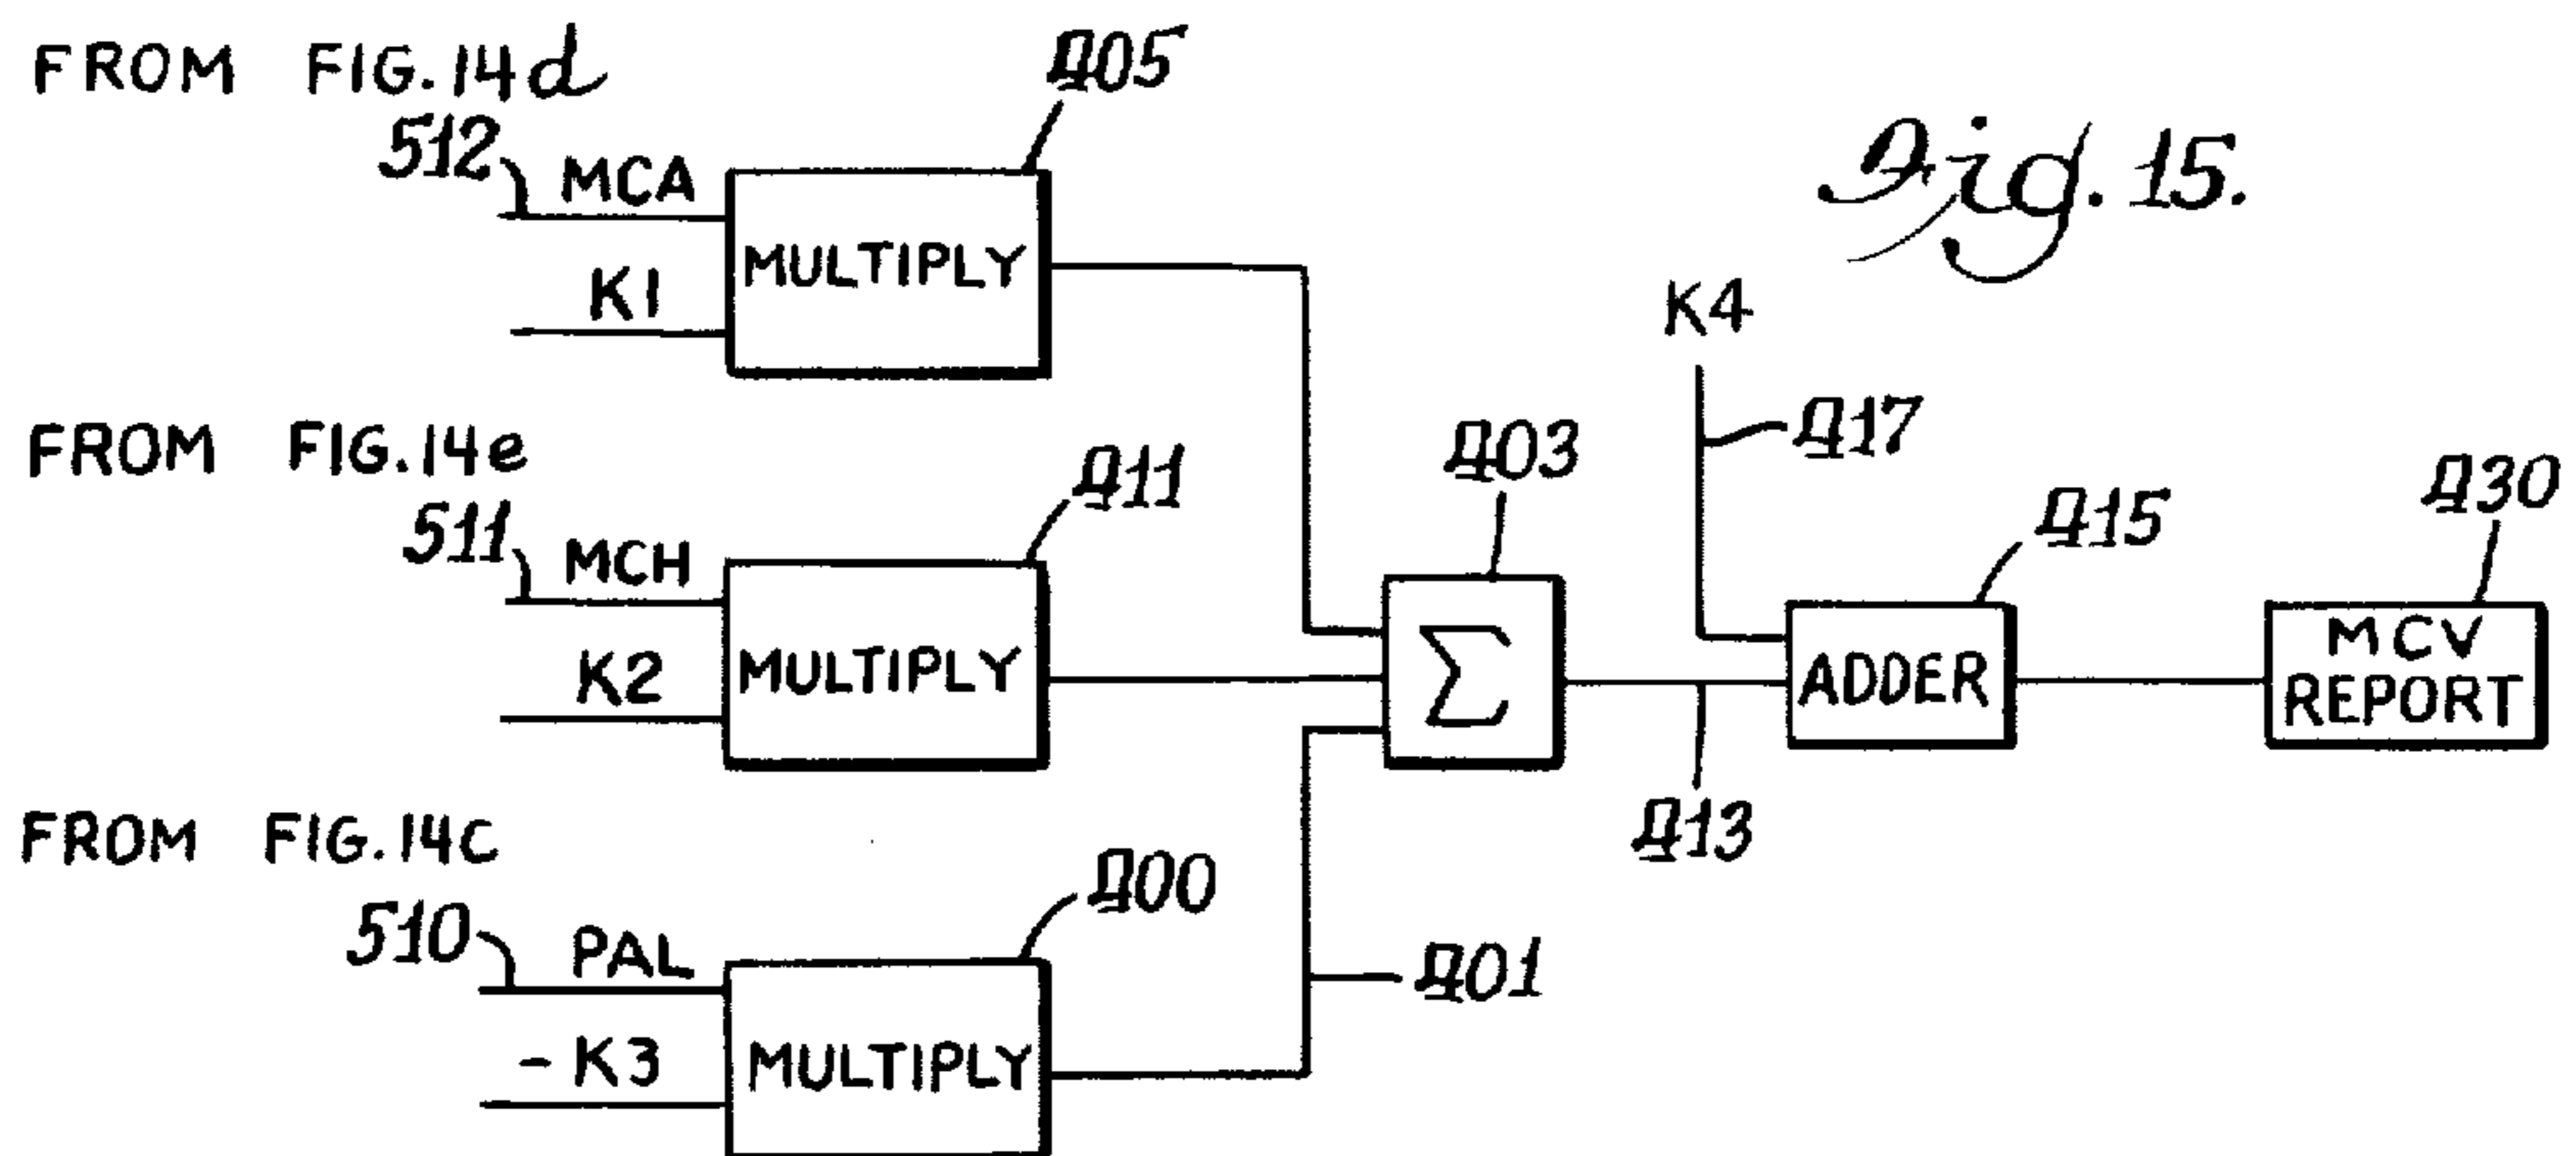 FROM FIG. 14d
405
Fig. 15.
512
MCA
MULTIPLY
K1
K4
417
FROM FIG. 14e
411
403
415
430
511
MCH
MULTIPLY
K2
Σ
ADDER
MCV
REPORT
413
FROM FIG. 14c
400
510
PAL
401
- K3
MULTIPLY